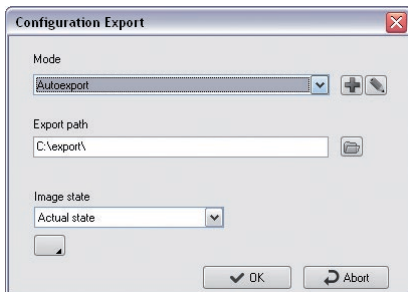 Configuration Export
Mode
Autoexport
Export path
C:\export\
Image state
Actual state
OK
Abort